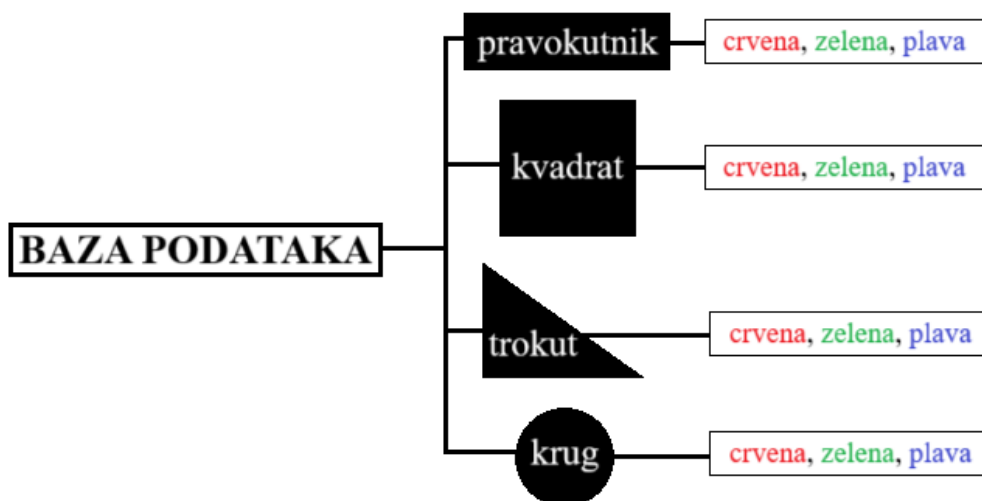 pravokutnik
crvena, zelena, plava
kvadrat
crvena, zelena, plava
BAZA PODATAKA
trokut
crvena, zelena, plava
krug
crvena, zelena, plava